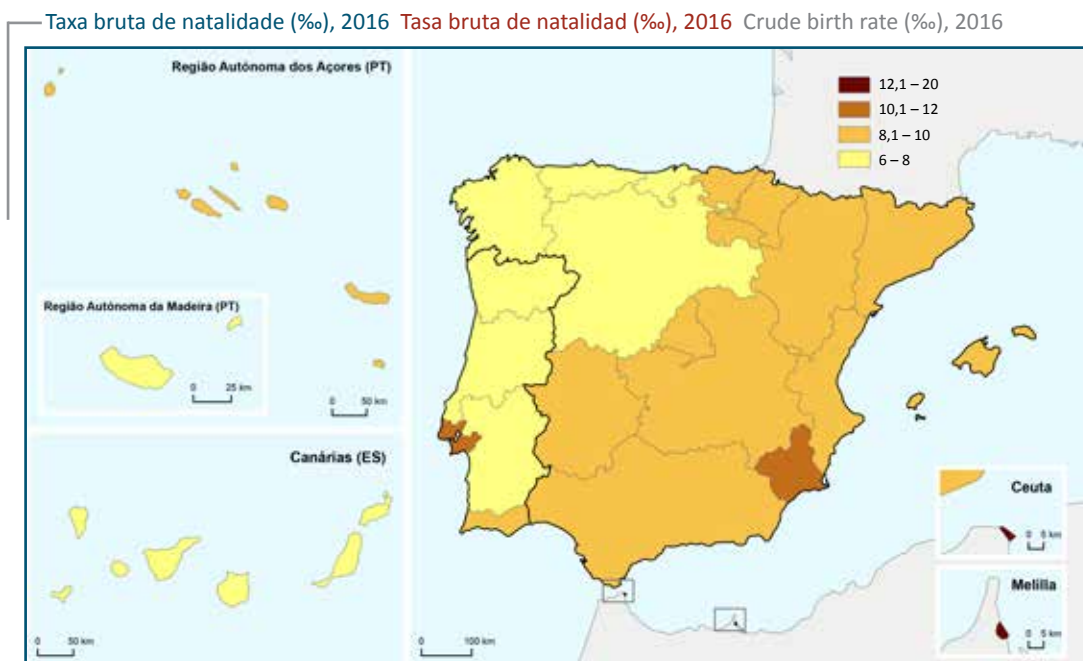 Taxa bruta de natalidade (‰), 2016 Tasa bruta de natalidad (‰), 2016 Crude birth rate (‰), 2016
Região Autónoma dos Açores (PT)
12,1 – 20
10,1 – 12
8,1 – 10
6 – 8
Região Autónoma da Madeira (PT)
0 25 km
0 50 km
Canárias (ES)
Ceuta
0 5 km
Melilla
0 5 km
0 50 km
0 100 km